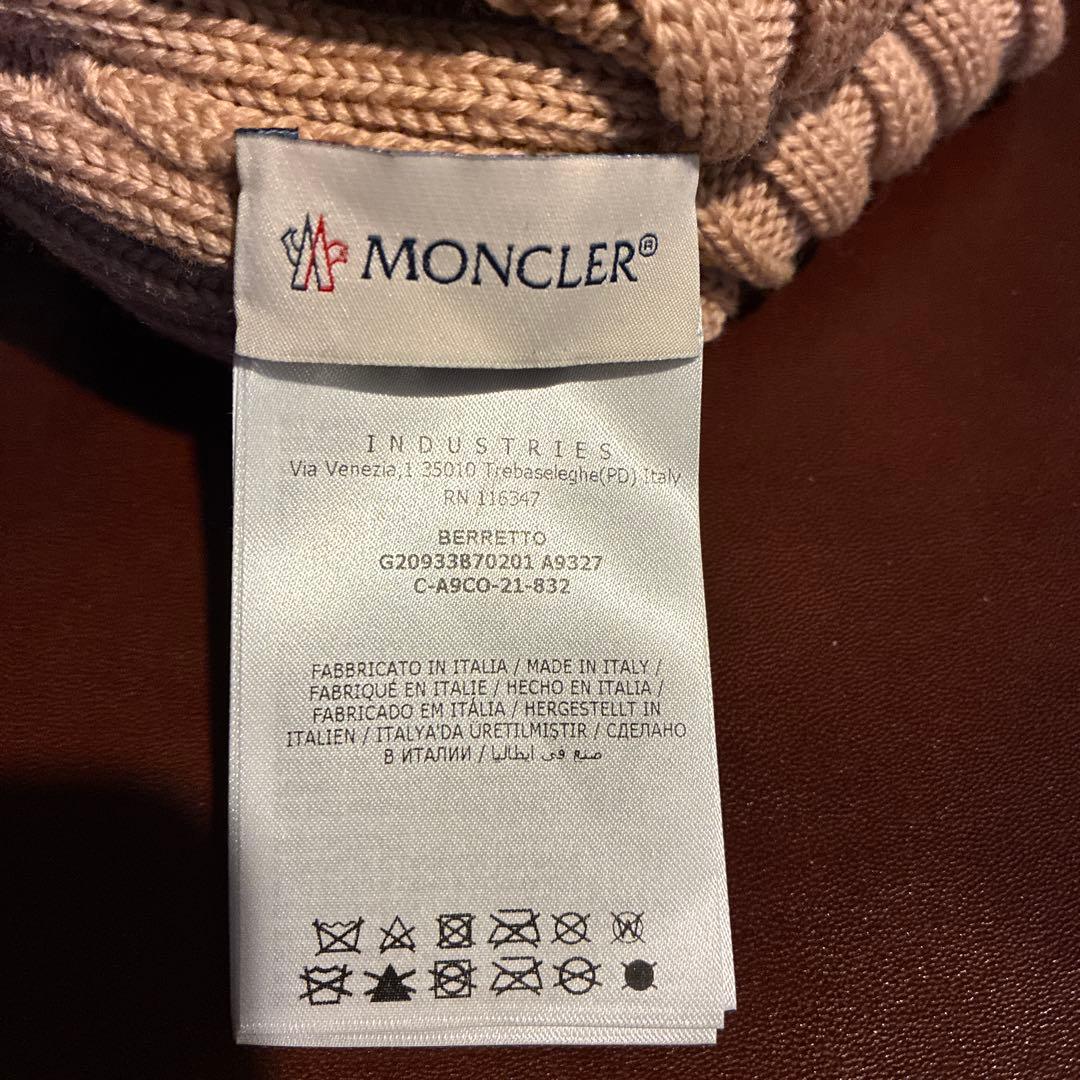 MONCLER®
INDUSTRIES
Via Venezia,1 35010 Trebaseleghe(PD) Italy
RN 116347
BERRETTO
G20933B70201 A9327
C-A9CO-21-832
FABBRICATO IN ITALIA / MADE IN ITALY /
FABRIQUÉ EN ITALIE / HECHO EN ITALIA /
FABRICADO EM ITÁLIA / HERGESTELLT IN
ITALIEN / ITALYA'DA ÜRETILMISTIR / СДЕЛАНО
В ИТАЛИИ / صنع في ايطاليا
W